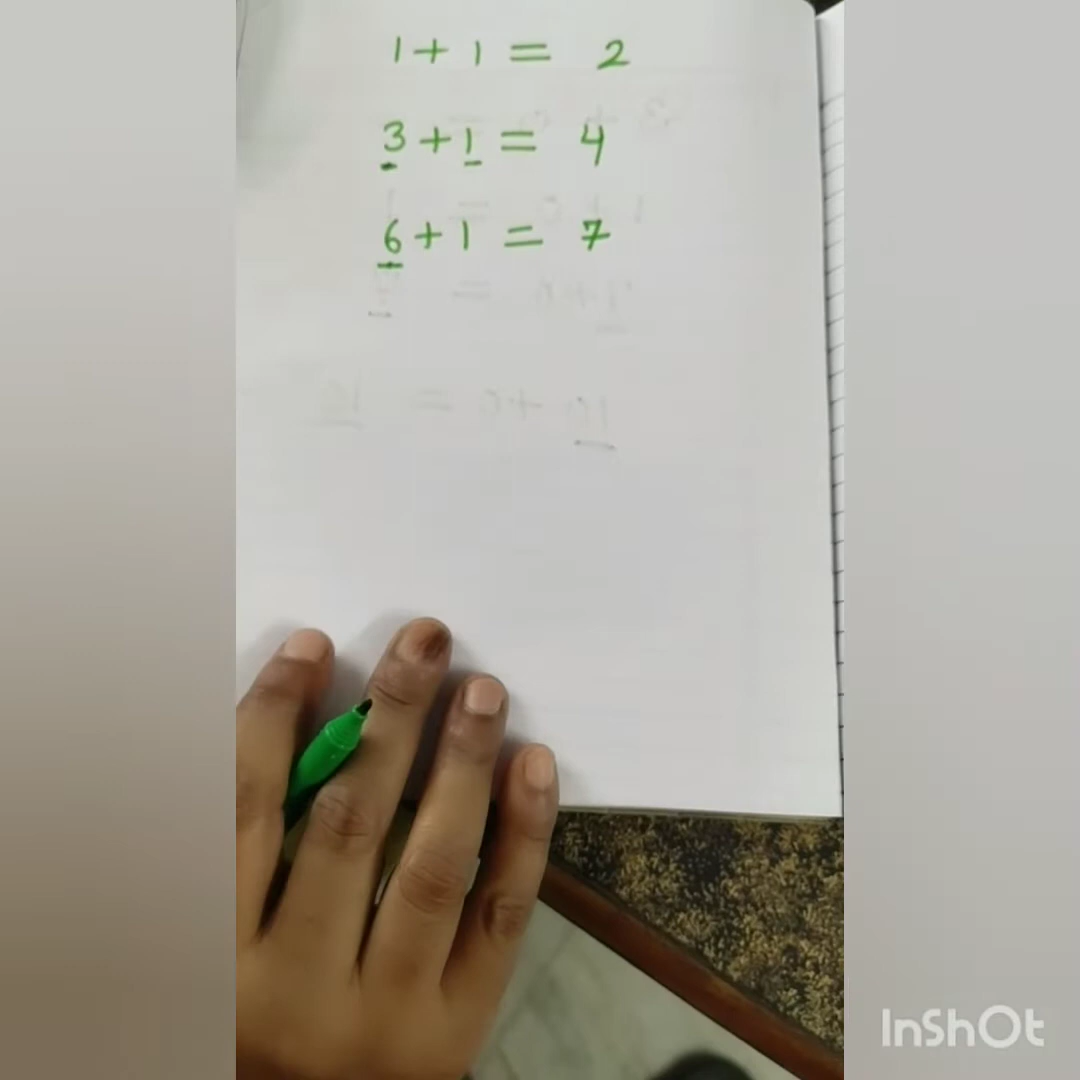 1 + 1 = 2
3 + 1 = 4
6 + 1 = 7
InShOt